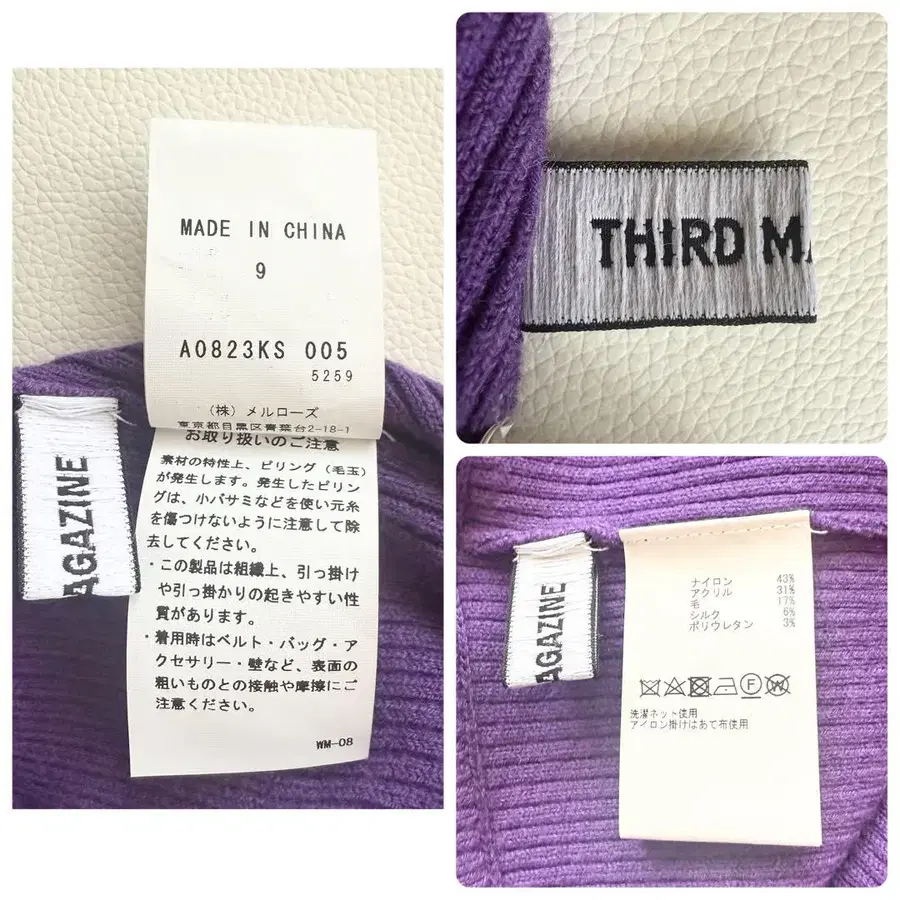 MADE IN CHINA
9
A0823KS 005
5259
(株) メルローズ
東京都目黒区青葉台2-18-1
お取り扱いのご注意
素材の特性上、ピリング (毛玉)
が発生します。発生したピリン
グは、小バサミなどを使い元糸
を傷つけないように注意して除
去してください。
・この製品は組織上、引っ掛け
や引っ掛かりの起きやすい性
質があります。
・着用時はベルト・バッグ・ア
クセサリー・壁など、表面の
粗いものとの接触や摩擦にご
注意ください。
WM-08
AGAZINE
THIRD MA
AGAZINE
ナイロン 43%
アクリル 31%
毛 17%
シルク 6%
ポリウレタン 3%
洗濯ネット使用
アイロン掛けはあて布使用